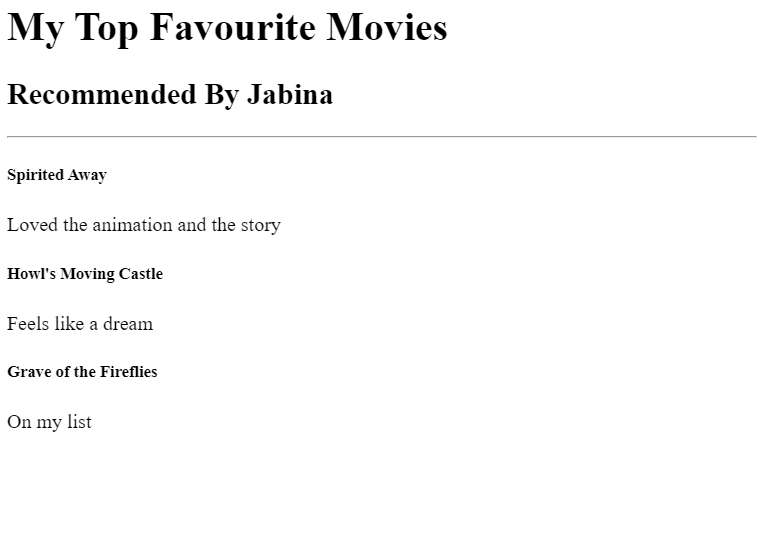 My Top Favourite Movies
Recommended By Jabina
Spirited Away
Loved the animation and the story
Howl's Moving Castle
Feels like a dream
Grave of the Fireflies
On my list